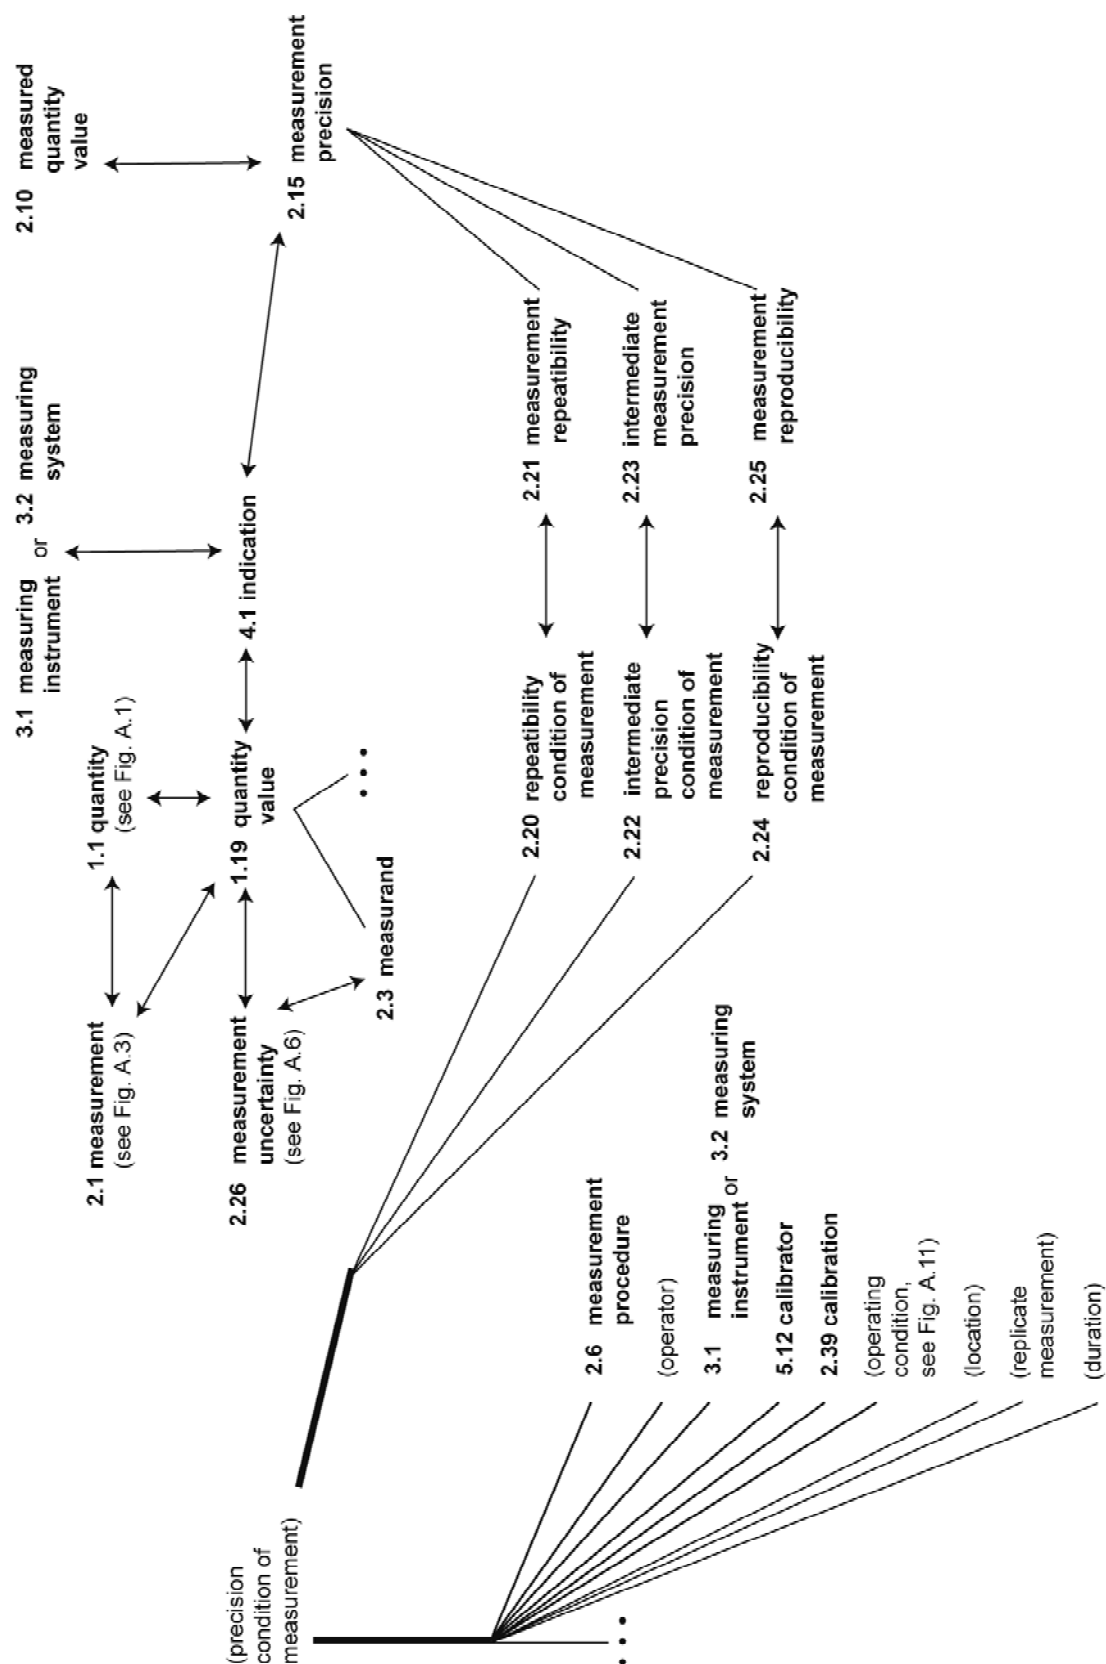 2.10 measured
quantity
value
3.1 measuring
instrument
or
3.2 measuring
system
2.15 measurement
precision
4.1 indication
1.1 quantity
(see Fig. A.1)
1.19 quantity
value
...
2.1 measurement
(see Fig. A.3)
2.26 measurement
uncertainty
(see Fig. A.6)
2.3 measurand
2.21 measurement
repeatibility
2.23 intermediate
measurement
precision
2.25 measurement
reproducibility
2.20 repeatibility
condition of
measurement
2.22 intermediate
precision
condition of
measurement
2.24 reproducibility
condition of
measurement
(precision
condition of
measurement)
2.6 measurement
procedure
(operator)
3.1 measuring
instrument
or
3.2 measuring
system
5.12 calibrator
2.39 calibration
(operating
condition,
see Fig. A.11)
(location)
(replicate
measurement)
(duration)
...